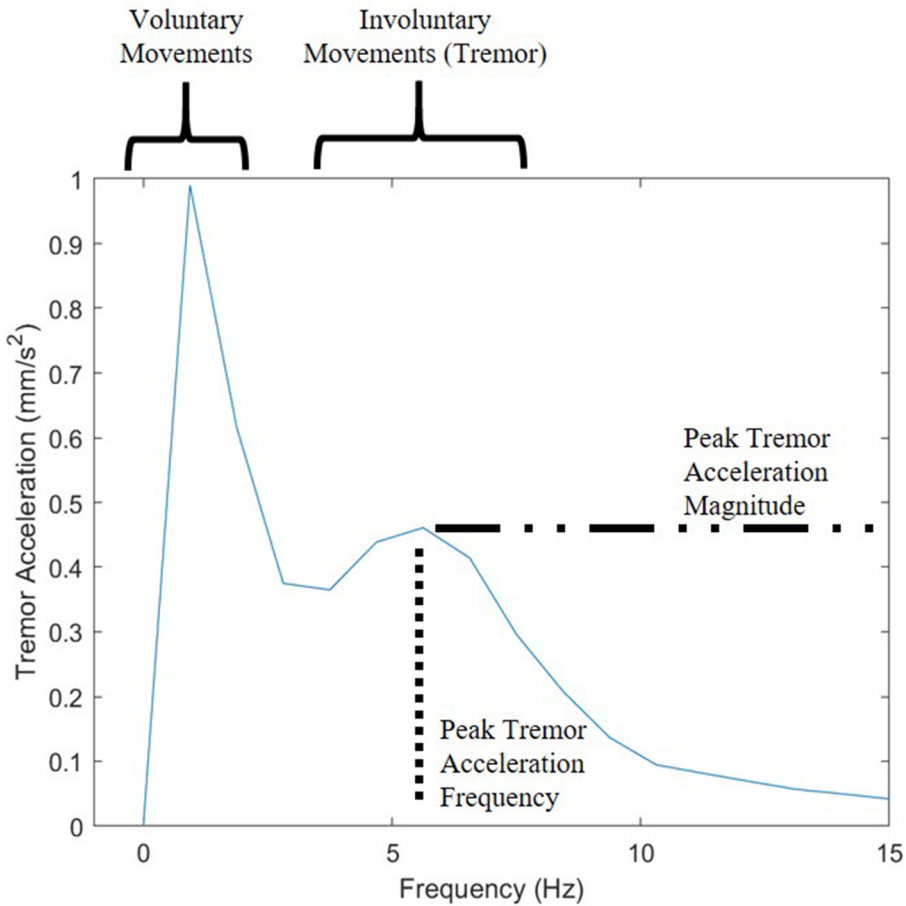 Voluntary
Movements
Involuntary
Movements (Tremor)
1
0.9
0.8
0.7
0.6
0.5
0.4
0.3
0.2
0.1
0
Tremor Acceleration (mm/s²)
Peak Tremor
Acceleration
Magnitude
Peak Tremor
Acceleration
Frequency
0
5
10
15
Frequency (Hz)